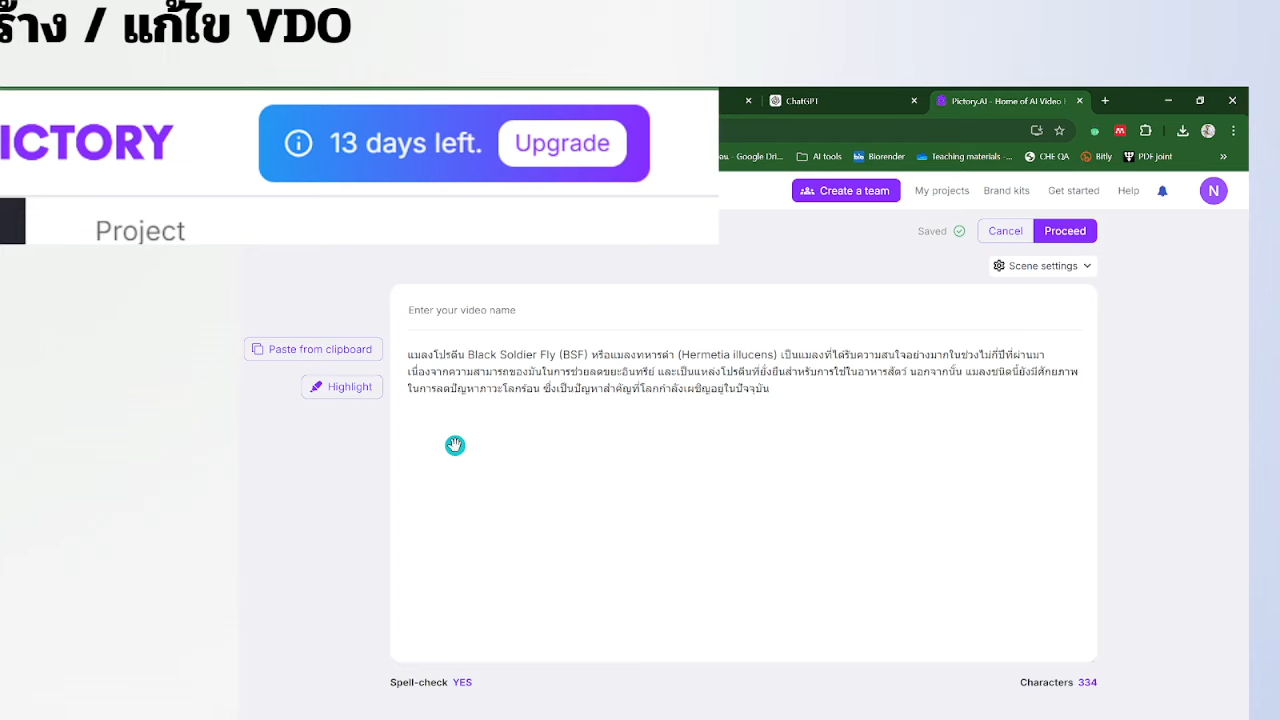 ร้าง / แก้ไข VDO
ICTORY
13 days left.
Upgrade
Project
ChatGPT
Pictory.AI - Home of AI Video
Google Dri...
AI tools
Biorender
Teaching materials -...
CHE QA
Bitly
PDF joint
Create a team
My projects
Brand kits
Get started
Help
N
Saved
Cancel
Proceed
Scene settings
Enter your video name
Paste from clipboard
Highlight
แมลงโปรตีน Black Soldier Fly (BSF) หรือแมลงทหารดำ (Hermetia illucens) เป็นแมลงที่ได้รับความสนใจอย่างมากในช่วงไม่กี่ปีที่ผ่านมา
เนื่องจากความสามารถของมันในการช่วยลดขยะอินทรีย์ และเป็นแหล่งโปรตีนที่ยั่งยืนสำหรับการใช้ในอาหารสัตว์ นอกจากนั้น แมลงชนิดนี้ยังมีศักยภาพ
ในการลดปัญหาภาวะโลกร้อน ซึ่งเป็นปัญหาสำคัญที่โลกกำลังเผชิญอยู่ในปัจจุบัน
Spell-check YES
Characters 334